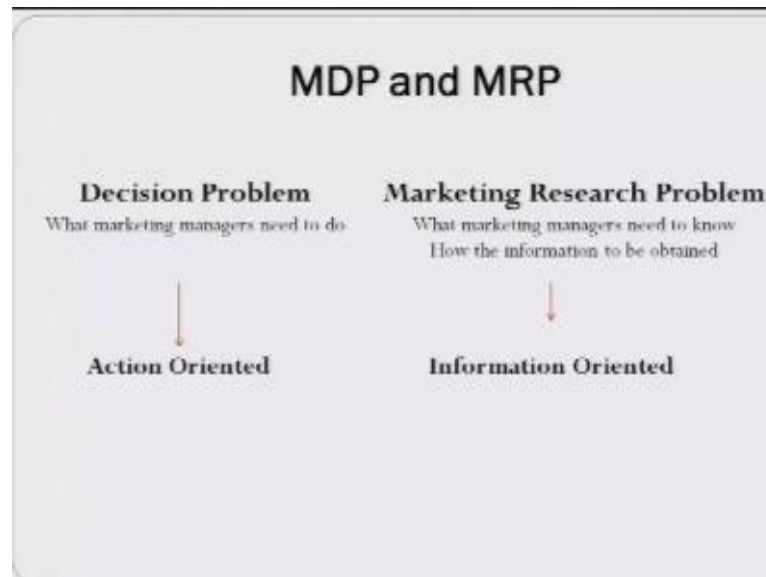 MDP and MRP
Decision Problem
What marketing managers need to do
Action Oriented
Marketing Research Problem
What marketing managers need to know
How the information to be obtained
Information Oriented